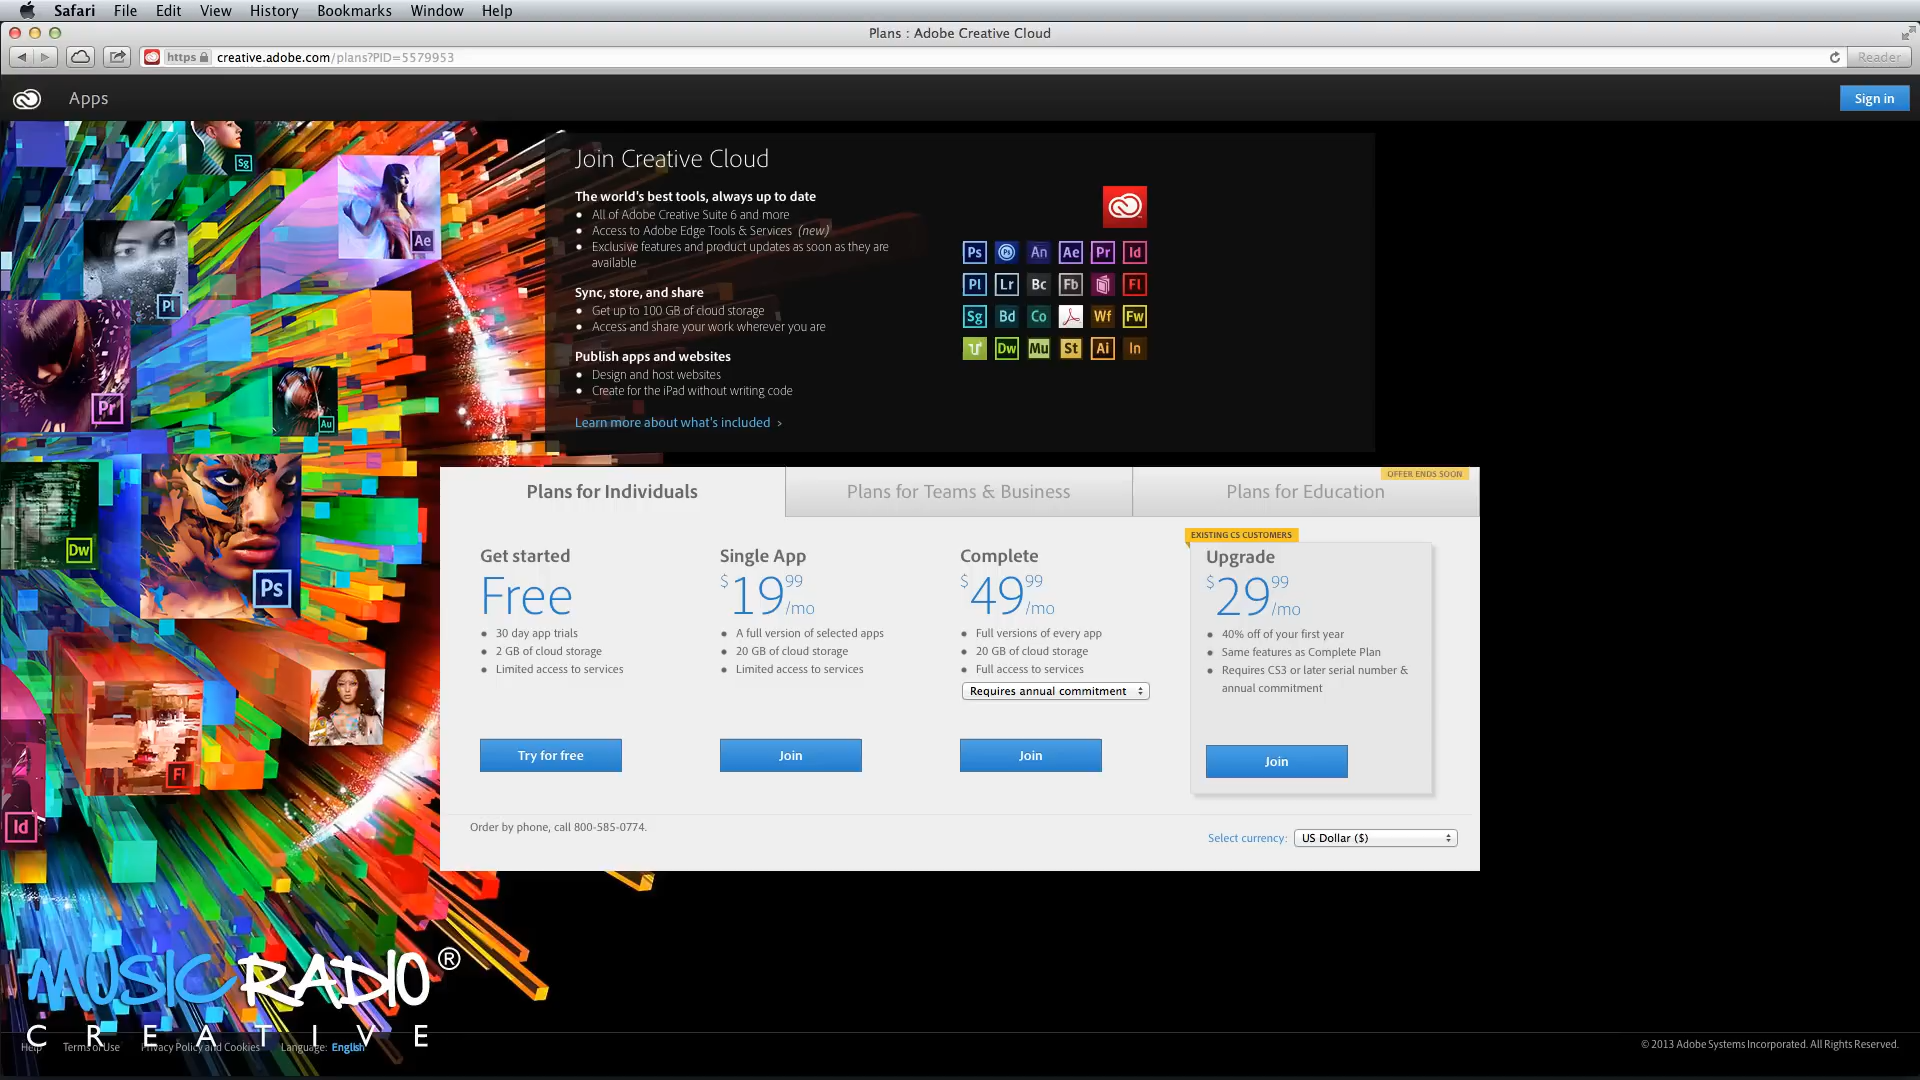 Safari File Edit View History Bookmarks Window Help
Plans : Adobe Creative Cloud
https creative.adobe.com/plans?PID=5579953
Reader
Apps
Sign in
Join Creative Cloud
The world's best tools, always up to date
All of Adobe Creative Suite 6 and more
Access to Adobe Edge Tools & Services (new)
Exclusive features and product updates as soon as they are
available
Sync, store, and share
Get up to 100 GB of cloud storage
Access and share your work wherever you are
Publish apps and websites
Design and host websites
Create for the iPad without writing code
Learn more about what's included >
Ps An Ae Pr Id
Pl Lr Bc Fb Fl
Sg Bd Co Wf Fw
Dw Mu St Ai In
Sg
Ae
Pl
Pr
Au
Dw
Ps
Fl
Id
Plans for Individuals
Plans for Teams & Business
OFFER ENDS SOON
Plans for Education
Get started
Free
30 day app trials
2 GB of cloud storage
Limited access to services
Try for free
Single App
$19.99/mo
A full version of selected apps
20 GB of cloud storage
Limited access to services
Join
Complete
$49.99/mo
Full versions of every app
20 GB of cloud storage
Full access to services
Requires annual commitment
Join
EXISTING CS CUSTOMERS
Upgrade
$29.99/mo
40% off of your first year
Same features as Complete Plan
Requires CS3 or later serial number &
annual commitment
Join
Order by phone, call 800-585-0774.
Select currency: US Dollar ($)
MUSIC RADIO ®
CREATIVE
Help Terms of Use Privacy Policy and Cookies Language: English
© 2013 Adobe Systems Incorporated. All Rights Reserved.